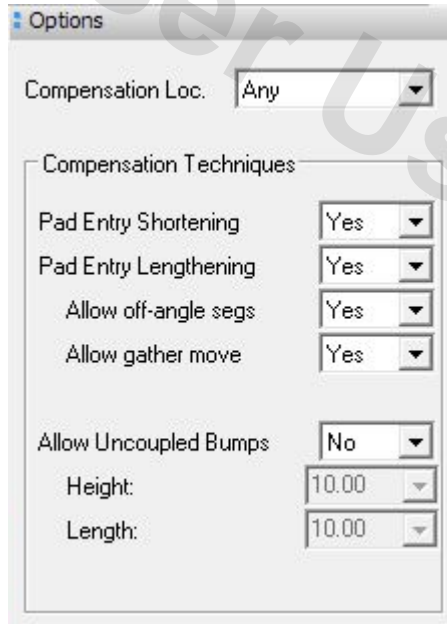 Options
Compensation Loc. Any
Compensation Techniques
Pad Entry Shortening Yes
Pad Entry Lengthening Yes
Allow off-angle segs Yes
Allow gather move Yes
Allow Uncoupled Bumps No
Height: 10.00
Length: 10.00